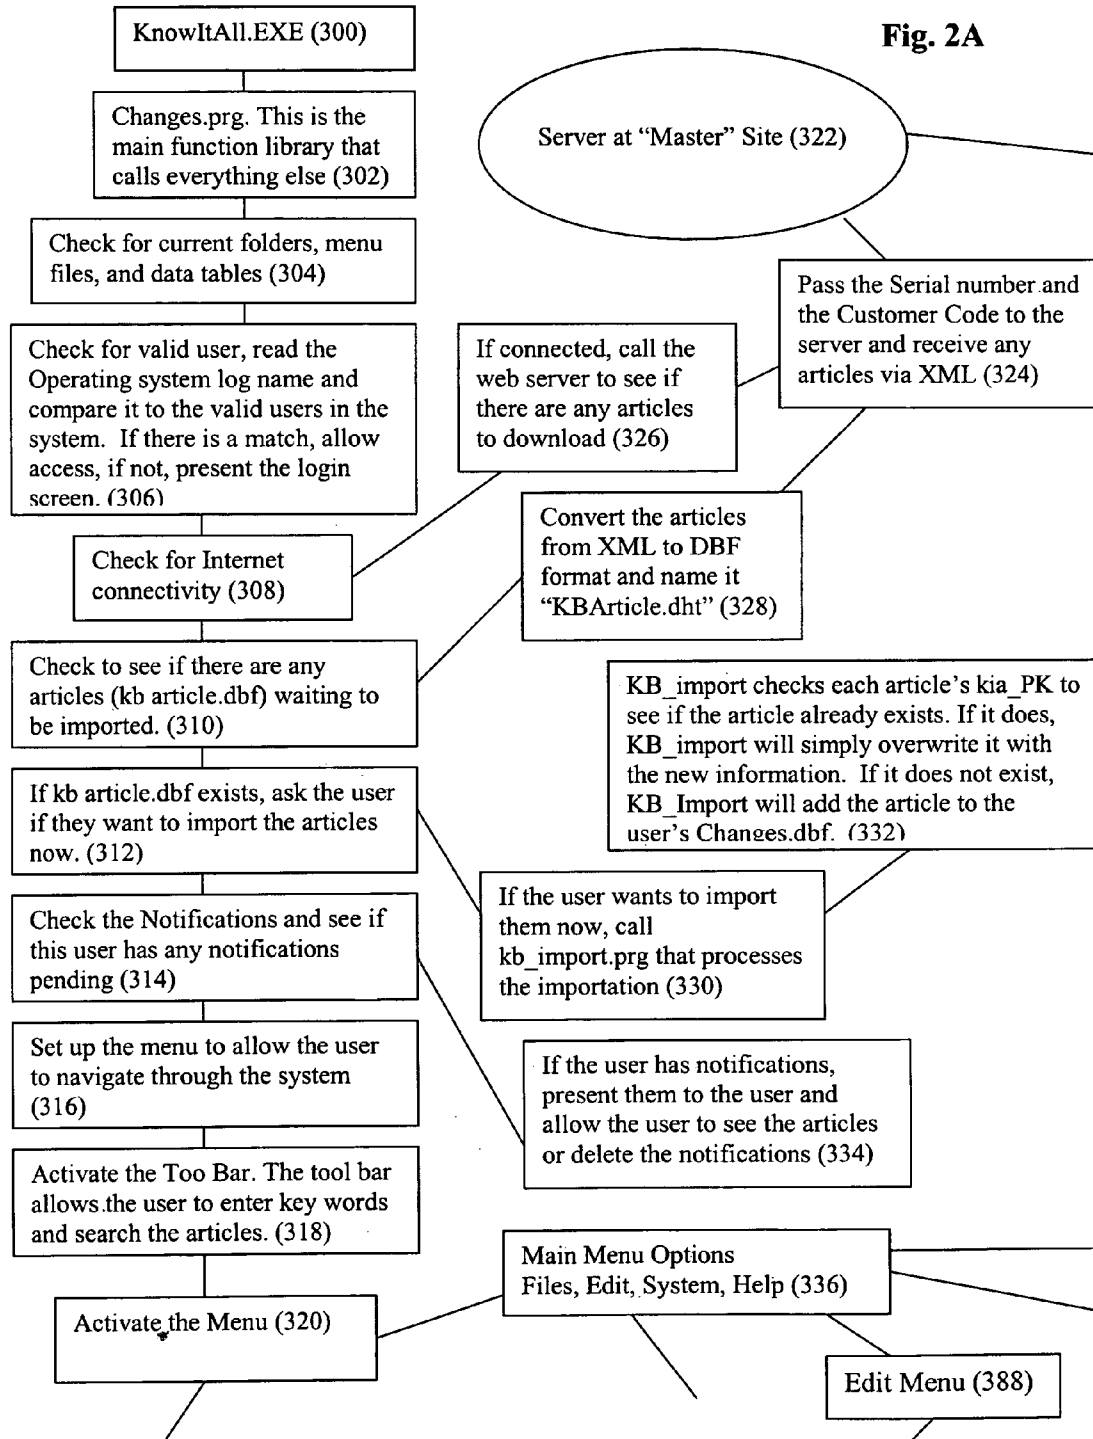 Fig. 2A
KnowItAll.EXE (300)
Changes.prg. This is the
main function library that
calls everything else (302)
Check for current folders, menu
files, and data tables (304)
Check for valid user, read the
Operating system log name and
compare it to the valid users in the
system. If there is a match, allow
access, if not, present the login
screen. (306)
Check for Internet
connectivity (308)
Check to see if there are any
articles (kb article.dbf) waiting to
be imported. (310)
If kb article.dbf exists, ask the user
if they want to import the articles
now. (312)
Check the Notifications and see if
this user has any notifications
pending (314)
Set up the menu to allow the user
to navigate through the system
(316)
Activate the Too Bar. The tool bar
allows the user to enter key words
and search the articles. (318)
Activate the Menu (320)
Server at “Master” Site (322)
Pass the Serial number and
the Customer Code to the
server and receive any
articles via XML (324)
If connected, call the
web server to see if
there are any articles
to download (326)
Convert the articles
from XML to DBF
format and name it
“KBArticle.dht” (328)
KB_import checks each article’s kia_PK to
see if the article already exists. If it does,
KB_import will simply overwrite it with
the new information. If it does not exist,
KB_Import will add the article to the
user’s Changes.dbf. (332)
If the user wants to import
them now, call
kb_import.prg that processes
the importation (330)
If the user has notifications,
present them to the user and
allow the user to see the articles
or delete the notifications (334)
Main Menu Options
Files, Edit, System, Help (336)
Edit Menu (388)